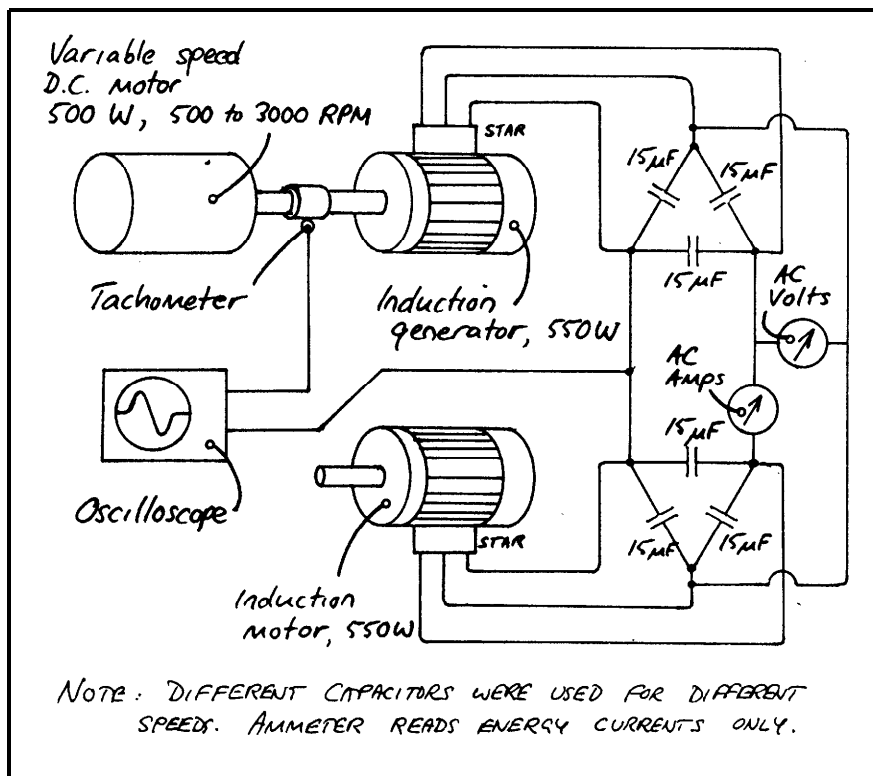 Variable speed
D.C. motor
500 W, 500 to 3000 RPM
STAR
15µF
15µF
15µF
Tachometer
Induction
generator, 550W
AC
Volts
AC
Amps
15µF
Oscilloscope
STAR
15µF
15µF
Induction
motor, 550W
NOTE: DIFFERENT CAPACITORS WERE USED FOR DIFFERENT
SPEEDS. AMMETER READS ENERGY CURRENTS ONLY.